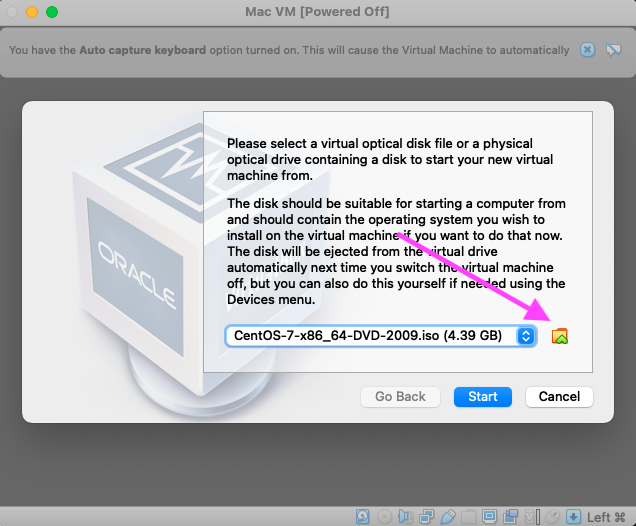 Mac VM [Powered Off]
You have the Auto capture keyboard option turned on. This will cause the Virtual Machine to automatically
Please select a virtual optical disk file or a physical
optical drive containing a disk to start your new virtual
machine from.
The disk should be suitable for starting a computer from
and should contain the operating system you wish to
install on the virtual machine if you want to do that now.
The disk will be ejected from the virtual drive
automatically next time you switch the virtual machine
off, but you can also do this yourself if needed using the
Devices menu.
ORACLE
CentOS-7-x86_64-DVD-2009.iso (4.39 GB)
Go Back
Start
Cancel
Left ⌘